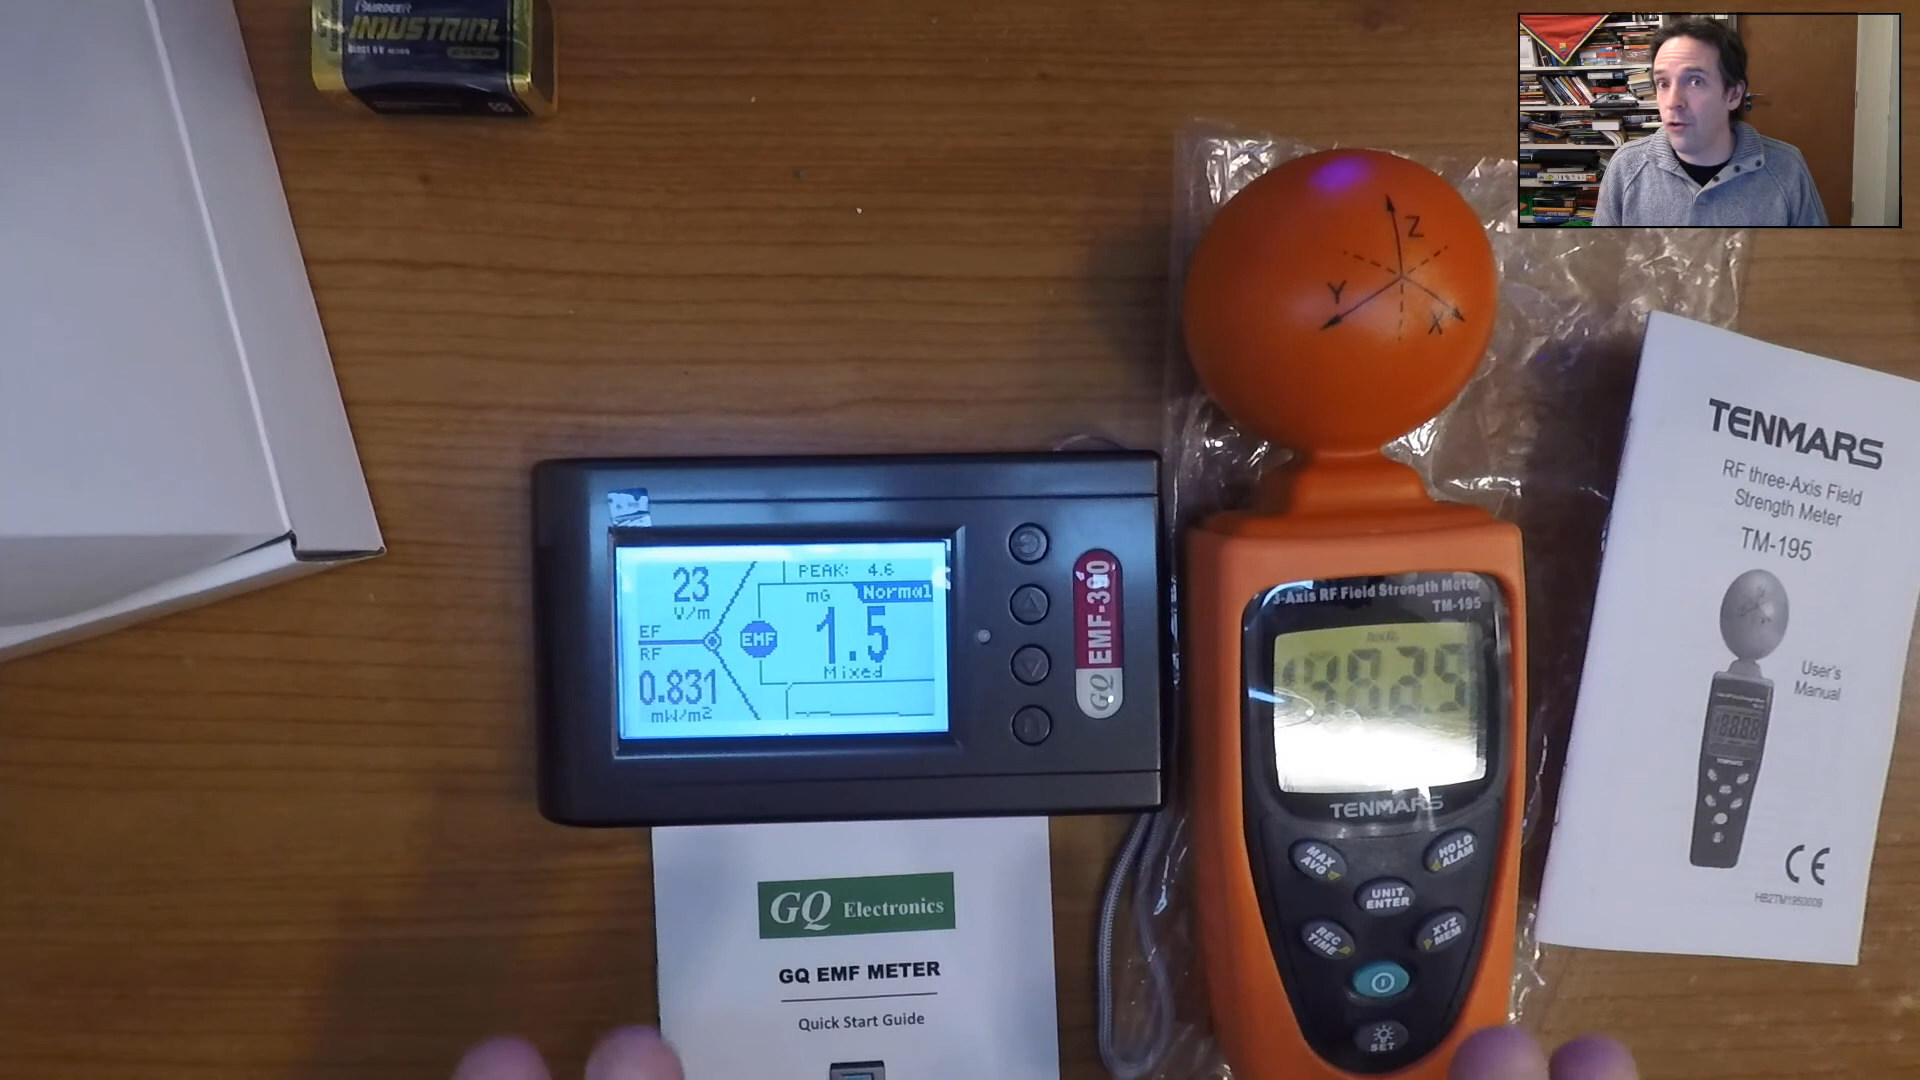 INDUSTRIAL
Z
Y
X
TENMARS
RF three-Axis Field
Strength Meter
TM-195
User's
Manual
TENMARS
CE
HB2TM1950009
23
V/m
EF
RF
0.831
mW/m²
EMF
PEAK: 4.6
mG
Normal
1.5
Mixed
GQ EMF-390
3-Axis RF Field Strength Meter
TM-195
TENMARS
MAX
AVG
HOLD
ALARM
UNIT
ENTER
REC
TIME
XYZ
MEM
SET
GQ Electronics
GQ EMF METER
Quick Start Guide